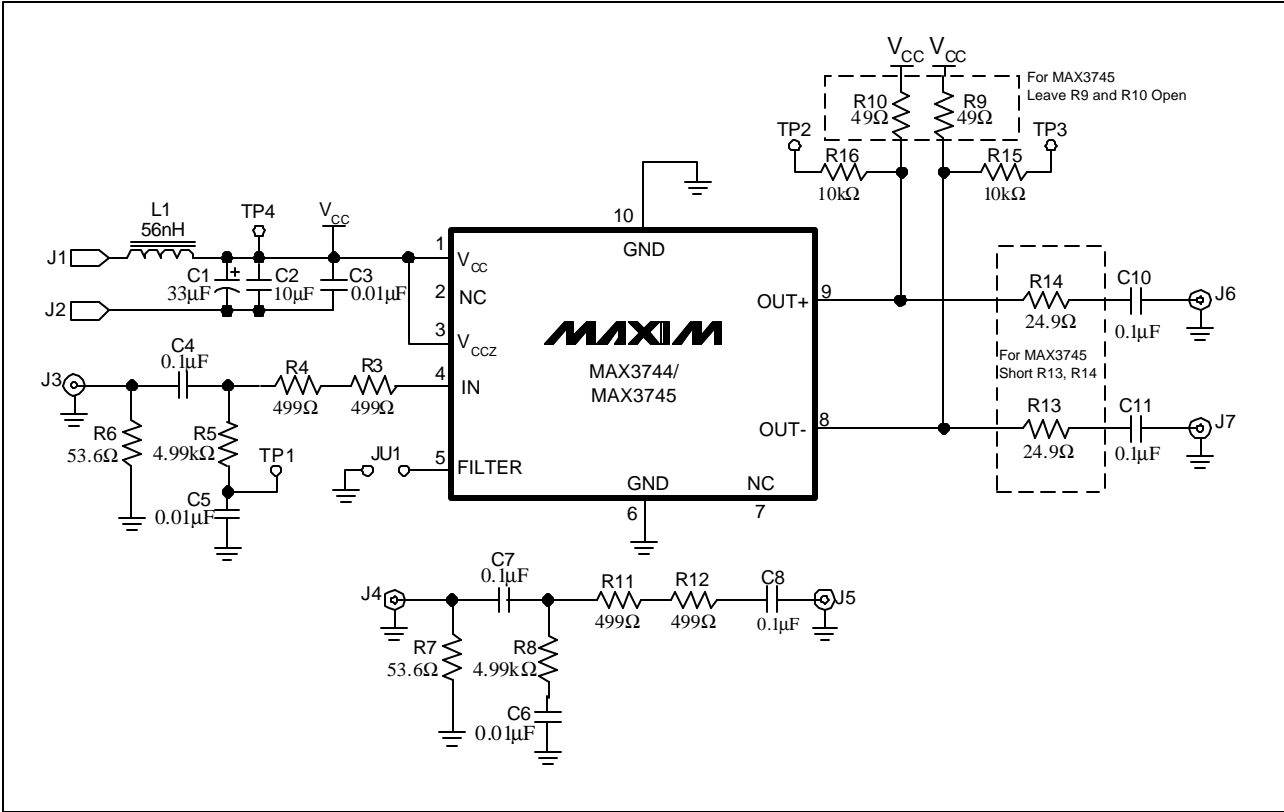 V_CC V_CC
For MAX3745
Leave R9 and R10 Open
R10
49Ω
R9
49Ω
TP2
TP3
R16
10kΩ
R15
10kΩ
L1
56nH
TP4
V_CC
J1
J2
C1
33µF
+
C2
10µF
C3
0.01µF
10
GND
1
V_CC
2
NC
3
V_CCZ
4
IN
5
FILTER
MAXIM
MAX3744/
MAX3745
OUT+
9
OUT-
8
GND
6
NC
7
R14
24.9Ω
C10
0.1µF
J6
For MAX3745
Short R13, R14
R13
24.9Ω
C11
0.1µF
J7
J3
C4
0.1µF
R4
499Ω
R3
499Ω
R6
53.6Ω
R5
4.99kΩ
TP1
C5
0.01µF
JU1
J4
C7
0.1µF
R11
499Ω
R12
499Ω
C8
0.1µF
J5
R7
53.6Ω
R8
4.99kΩ
C6
0.01µF